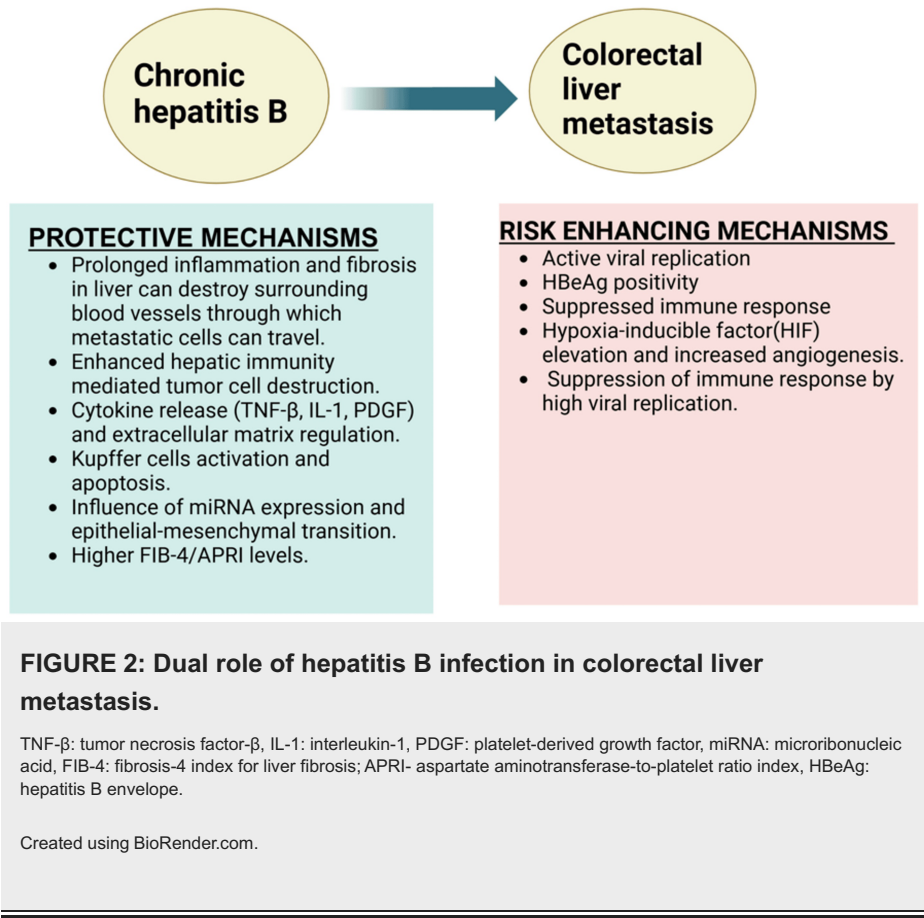 Chronic
hepatitis B
Colorectal
liver
metastasis
PROTECTIVE MECHANISMS
• Prolonged inflammation and fibrosis
in liver can destroy surrounding
blood vessels through which
metastatic cells can travel.
• Enhanced hepatic immunity
mediated tumor cell destruction.
• Cytokine release (TNF-β, IL-1, PDGF)
and extracellular matrix regulation.
• Kupffer cells activation and
apoptosis.
• Influence of miRNA expression and
epithelial-mesenchymal transition.
• Higher FIB-4/APRI levels.
RISK ENHANCING MECHANISMS
• Active viral replication
• HBeAg positivity
• Suppressed immune response
• Hypoxia-inducible factor(HIF)
elevation and increased angiogenesis.
• Suppression of immune response by
high viral replication.
FIGURE 2: Dual role of hepatitis B infection in colorectal liver
metastasis.
TNF-β: tumor necrosis factor-β, IL-1: interleukin-1, PDGF: platelet-derived growth factor, miRNA: microribonucleic
acid, FIB-4: fibrosis-4 index for liver fibrosis; APRI- aspartate aminotransferase-to-platelet ratio index, HBeAg:
hepatitis B envelope.
Created using BioRender.com.